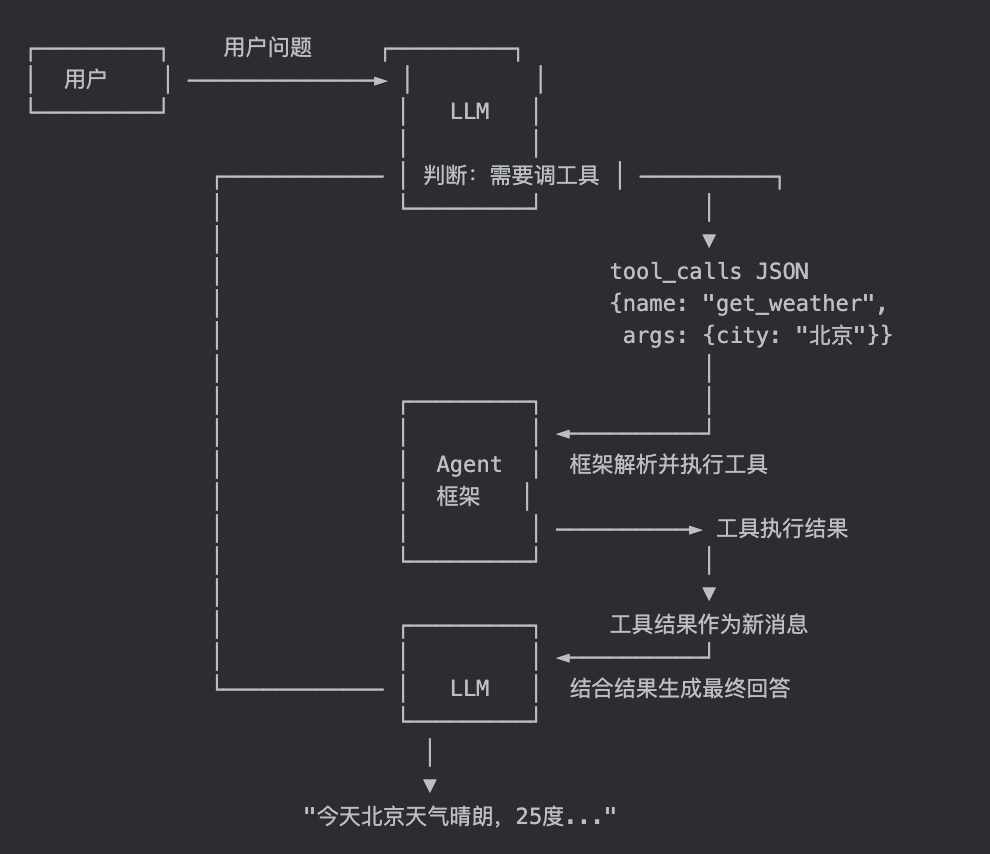 用户问题
用户
LLM
判断：需要调工具
tool_calls JSON
{name: "get_weather",
args: {city: "北京"}}
Agent
框架解析并执行工具
框架
工具执行结果
工具结果作为新消息
LLM
结合结果生成最终回答
"今天北京天气晴朗，25度..."